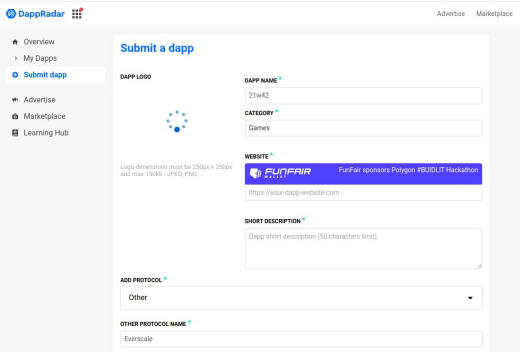 DappRadar
Advertise
Marketplace
Overview
My Dapps
Submit dapp
Advertise
Marketplace
Learning Hub
Submit a dapp
DAPP LOGO
Logo dimensions must be 250px x 250px
and max 150kb - JPEG, PNG
DAPP NAME *
21w42
CATEGORY *
Games
WEBSITE *
FUNFAIR
WALLET
FunFair sponsors Polygon #BUIDLIT Hackathon
https://your-dapp-website.com
SHORT DESCRIPTION *
Dapp short description (50 characters limit)
ADD PROTOCOL *
Other
OTHER PROTOCOL NAME *
Everscale